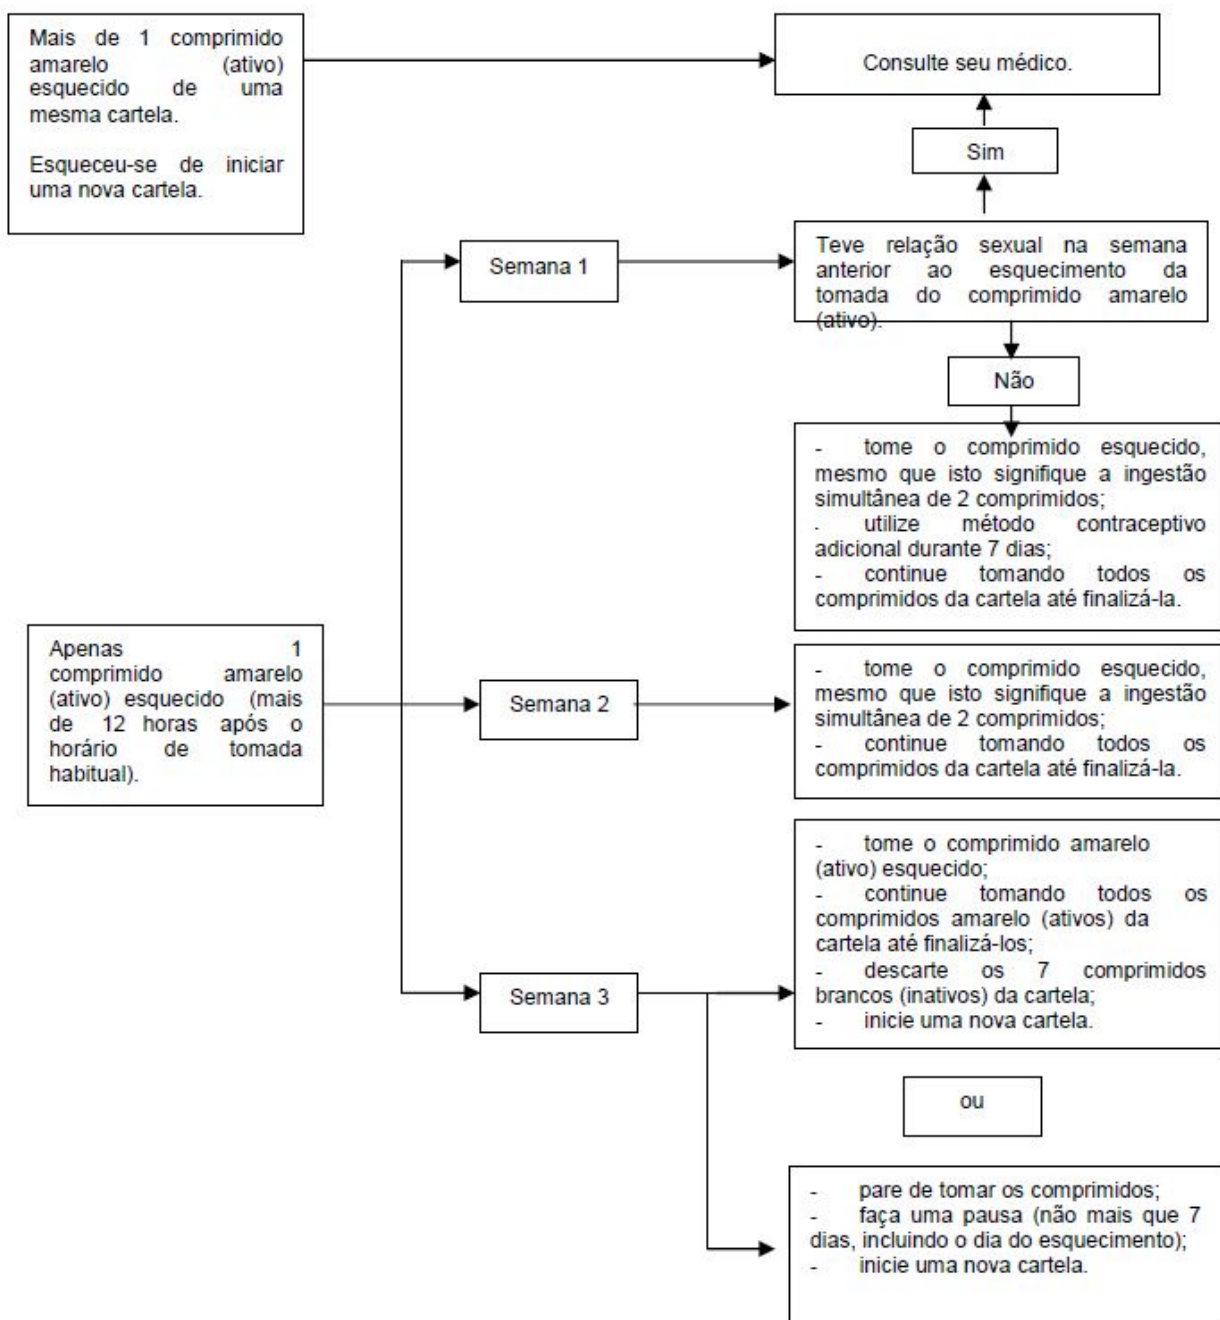 Mais de 1 comprimido
amarelo (ativo)
esquecido de uma
mesma cartela.
Esqueceu-se de iniciar
uma nova cartela.
Consulte seu médico.
Sim
Semana 1
Teve relação sexual na semana
anterior ao esquecimento da
tomada do comprimido amarelo
(ativo).
Não
- tome o comprimido esquecido,
mesmo que isto signifique a ingestão
simultânea de 2 comprimidos;
- utilize método contraceptivo
adicional durante 7 dias;
- continue tomando todos os
comprimidos da cartela até finalizá-la.
Apenas 1
comprimido amarelo
(ativo) esquecido (mais
de 12 horas após o
horário de tomada
habitual).
Semana 2
- tome o comprimido esquecido,
mesmo que isto signifique a ingestão
simultânea de 2 comprimidos;
- continue tomando todos os
comprimidos da cartela até finalizá-la.
Semana 3
- tome o comprimido amarelo
(ativo) esquecido;
- continue tomando todos os
comprimidos amarelo (ativos) da
cartela até finalizá-los;
- descarte os 7 comprimidos
brancos (inativos) da cartela;
- inicie uma nova cartela.
ou
- pare de tomar os comprimidos;
- faça uma pausa (não mais que 7
dias, incluindo o dia do esquecimento);
- inicie uma nova cartela.